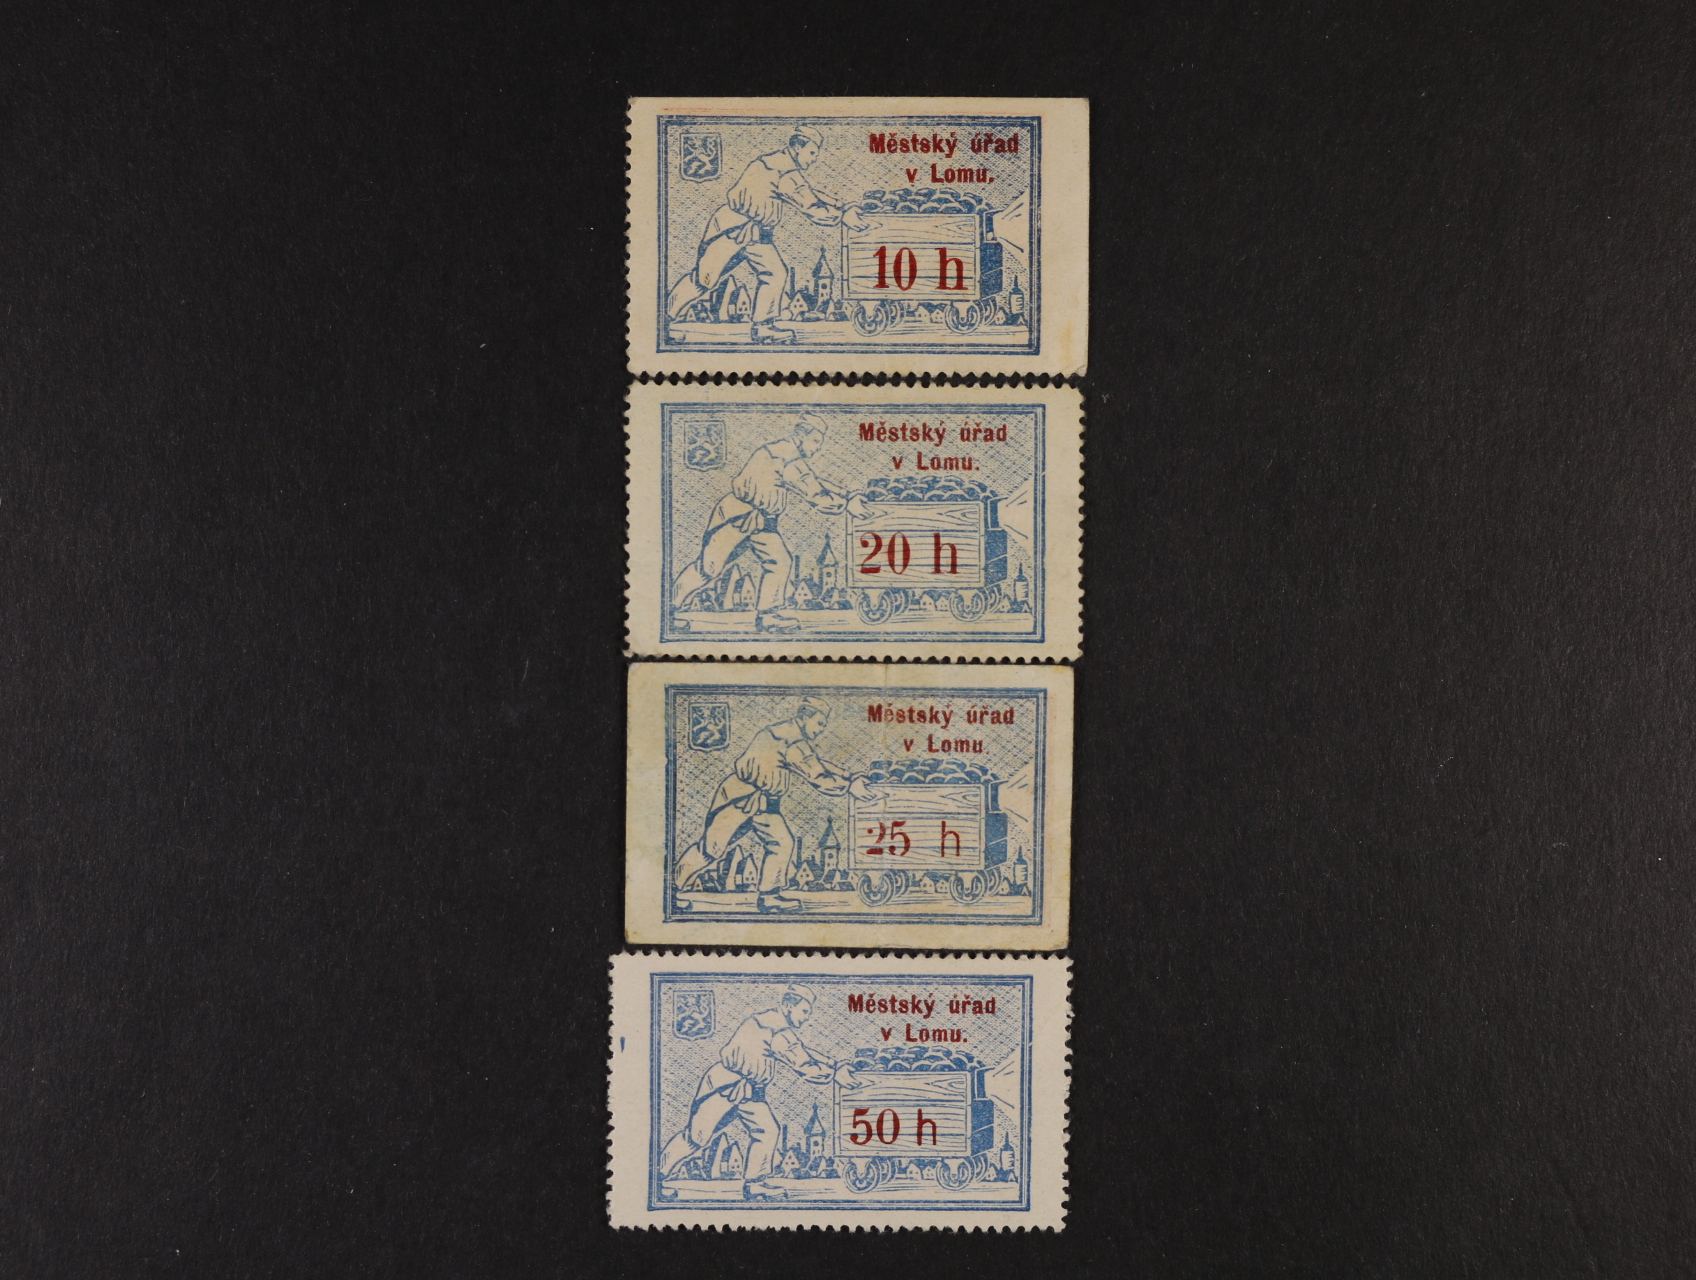 Městský úřad
v Lomu.
10 h
Městský úřad
v Lomu.
20 h
Městský úřad
v Lomu.
25 h
Městský úřad
v Lomu.
50 h